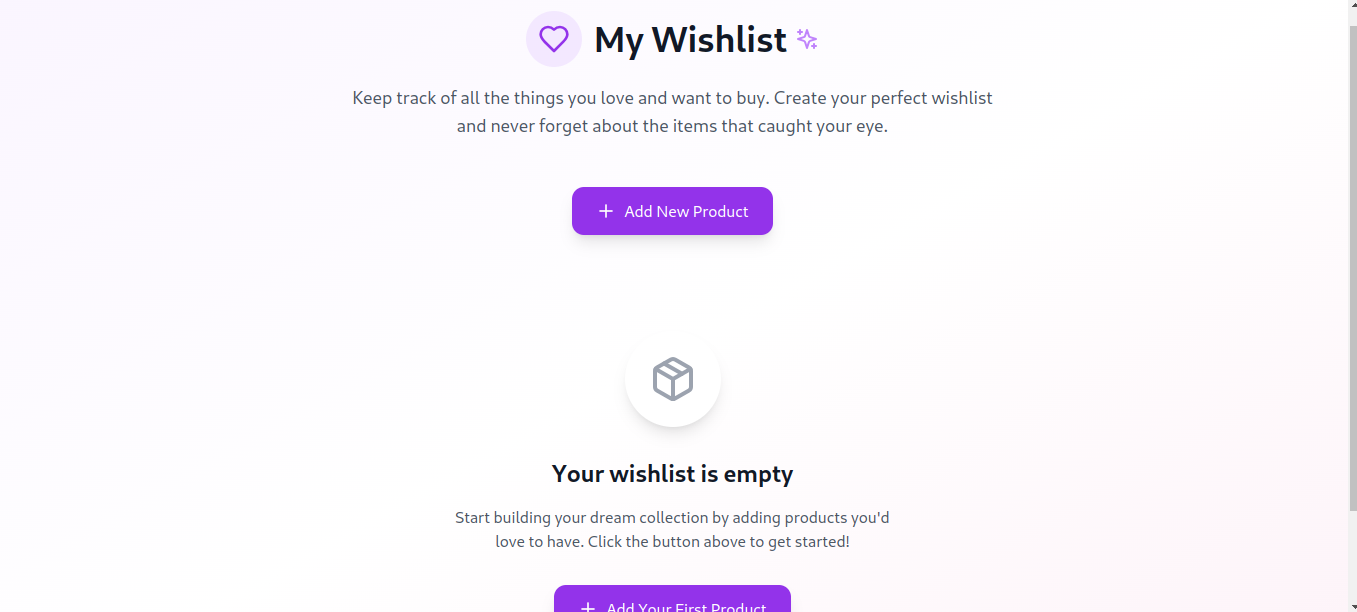 My Wishlist
Keep track of all the things you love and want to buy. Create your perfect wishlist
and never forget about the items that caught your eye.
Add New Product
Your wishlist is empty
Start building your dream collection by adding products you'd
love to have. Click the button above to get started!
Add Your First Product